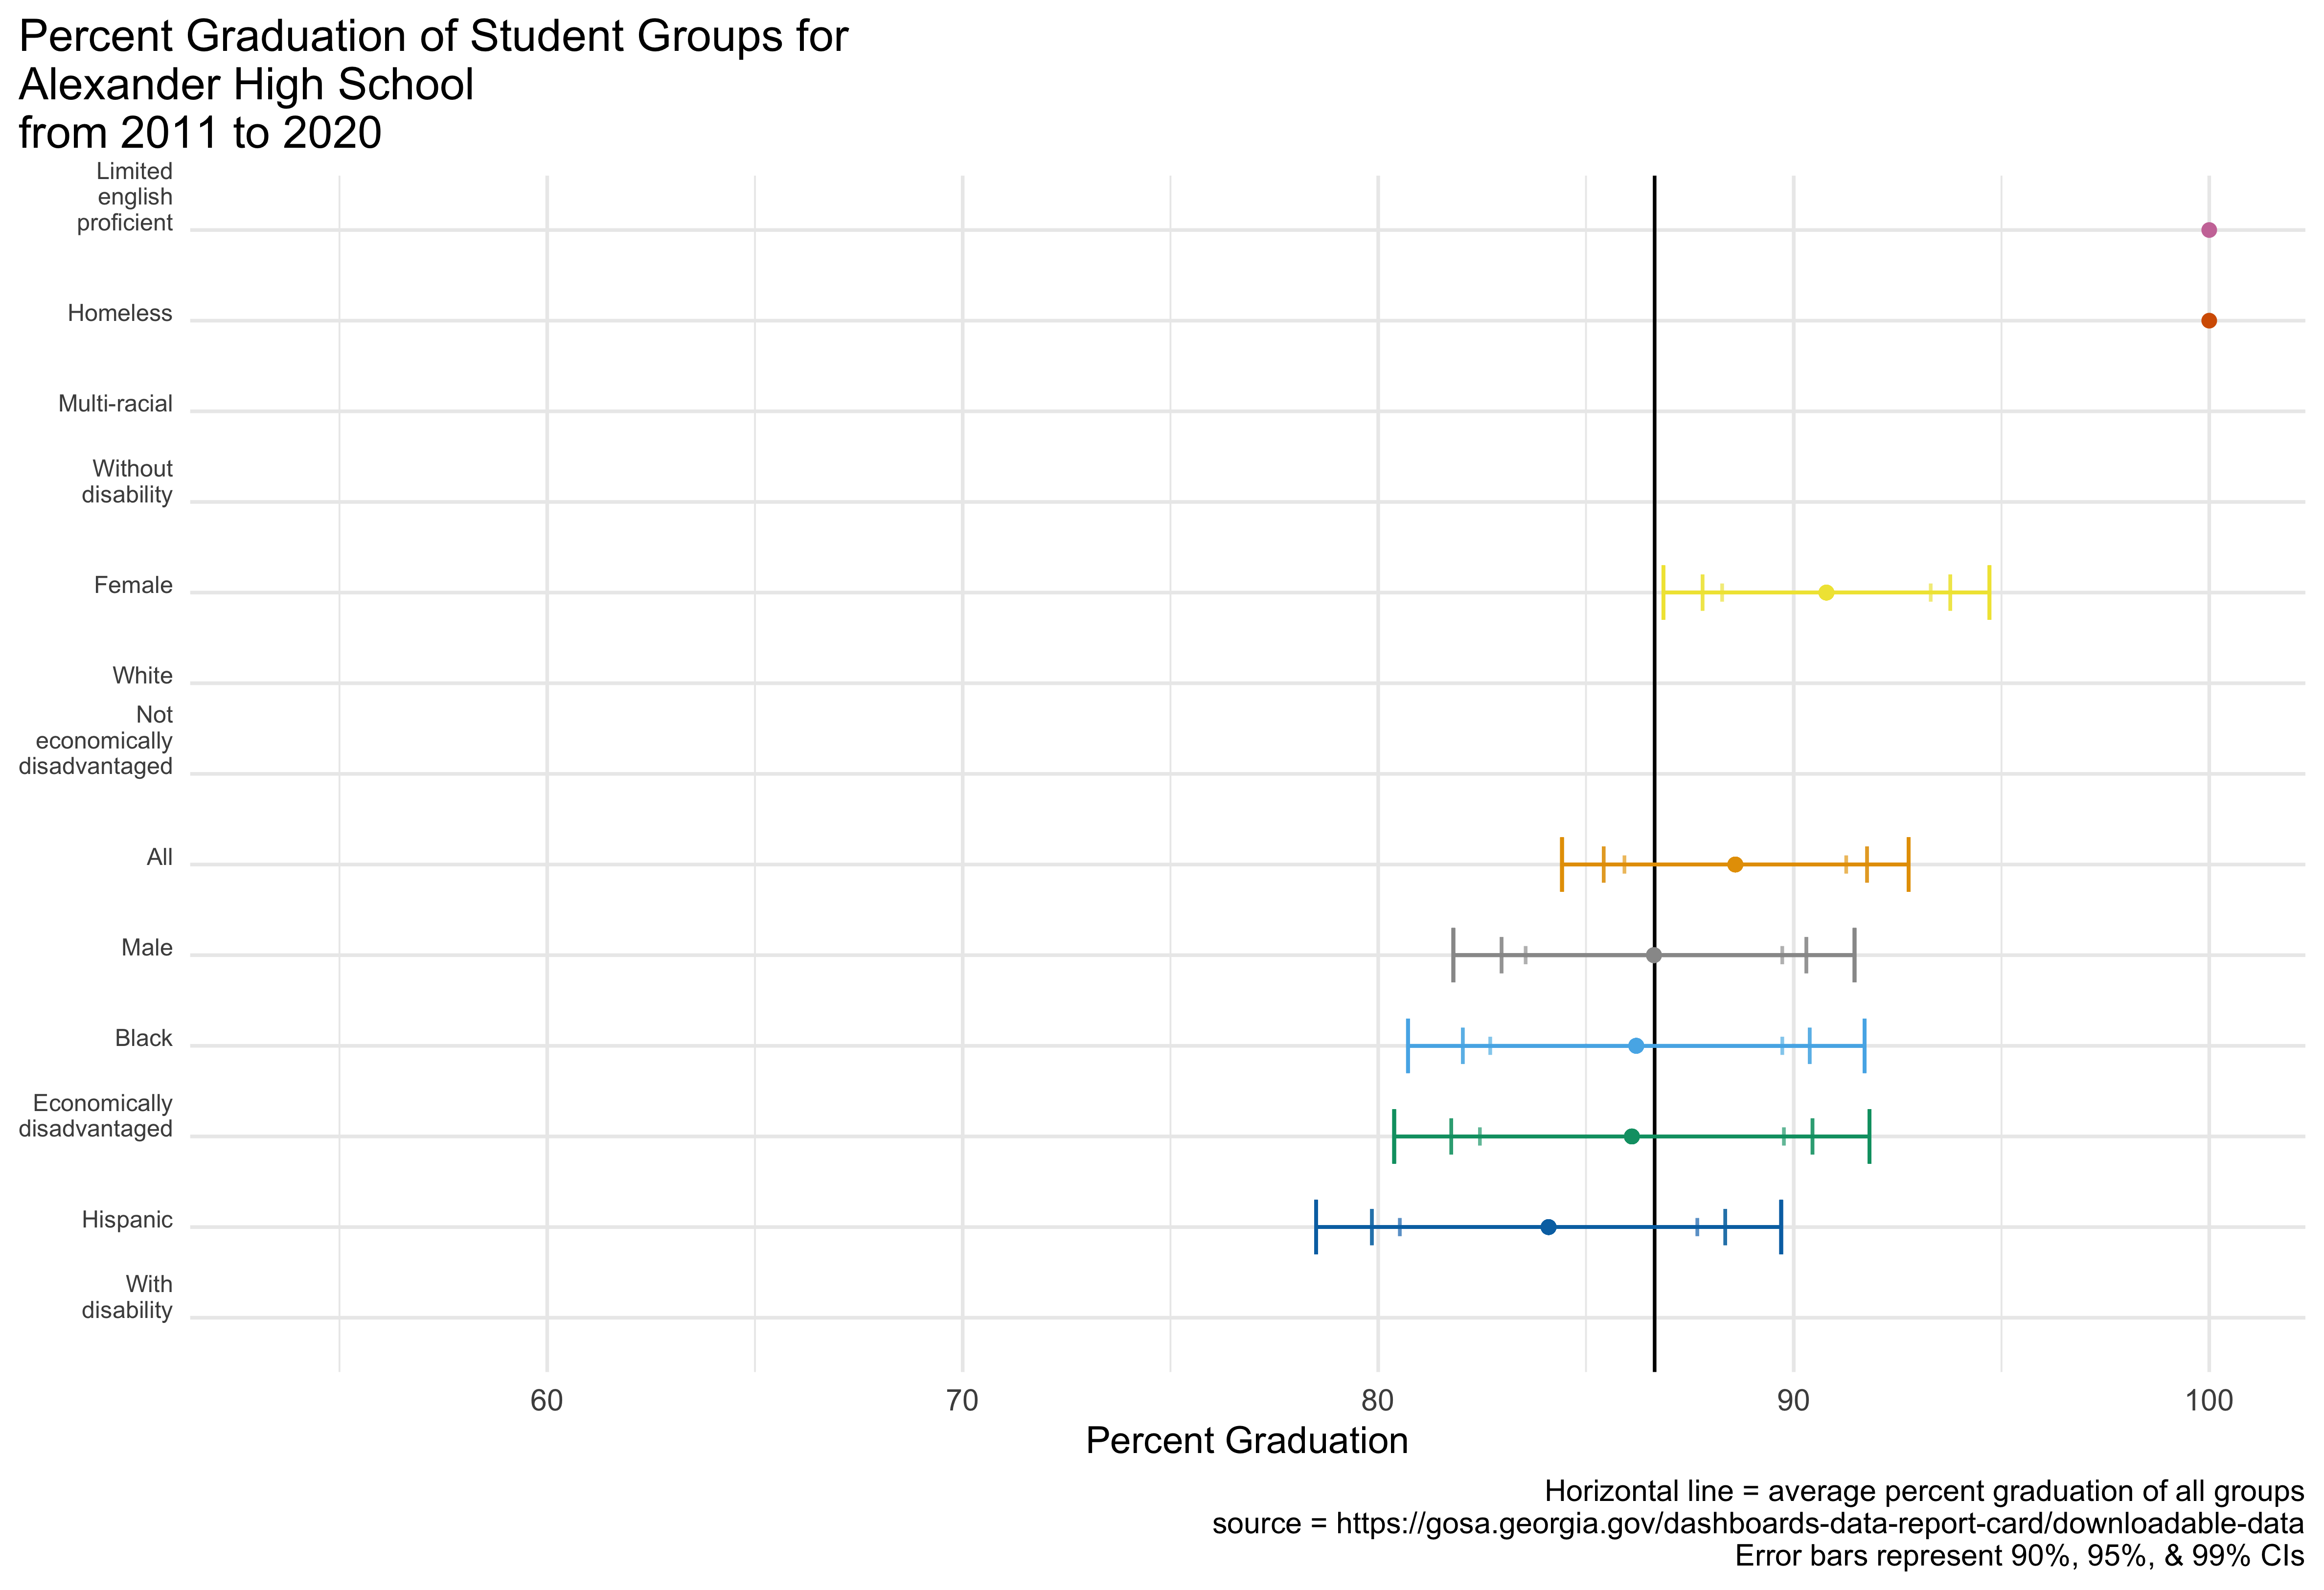 Percent Graduation of Student Groups for
Alexander High School
from 2011 to 2020
Limited
english
proficient
Homeless
Multi-racial
Without
disability
Female
White
Not
economically
disadvantaged
All
Male
Black
Economically
disadvantaged
Hispanic
With
disability
60 70 80 90 100
Percent Graduation
Horizontal line = average percent graduation of all groups
source = https://gosa.georgia.gov/dashboards-data-report-card/downloadable-data
Error bars represent 90%, 95%, & 99% CIs